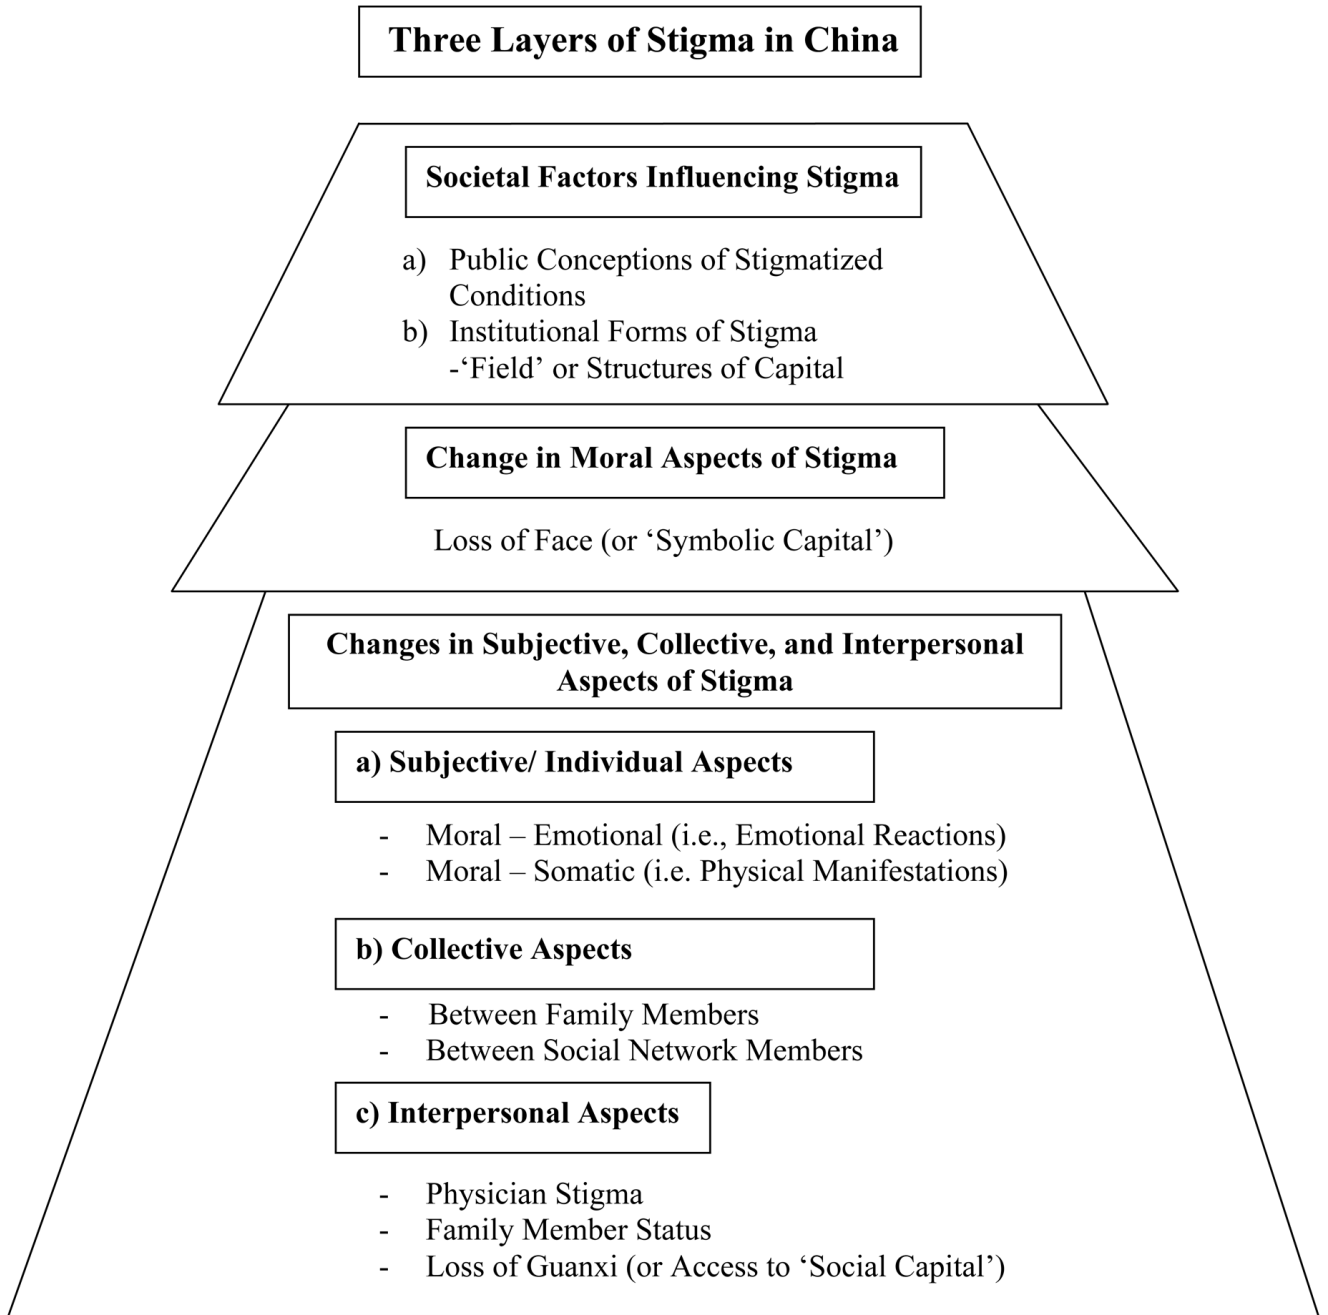 Three Layers of Stigma in China
Societal Factors Influencing Stigma
a) Public Conceptions of Stigmatized
Conditions
b) Institutional Forms of Stigma
-‘Field’ or Structures of Capital
Change in Moral Aspects of Stigma
Loss of Face (or ‘Symbolic Capital’)
Changes in Subjective, Collective, and Interpersonal
Aspects of Stigma
a) Subjective/ Individual Aspects
- Moral – Emotional (i.e., Emotional Reactions)
- Moral – Somatic (i.e. Physical Manifestations)
b) Collective Aspects
- Between Family Members
- Between Social Network Members
c) Interpersonal Aspects
- Physician Stigma
- Family Member Status
- Loss of Guanxi (or Access to ‘Social Capital’)